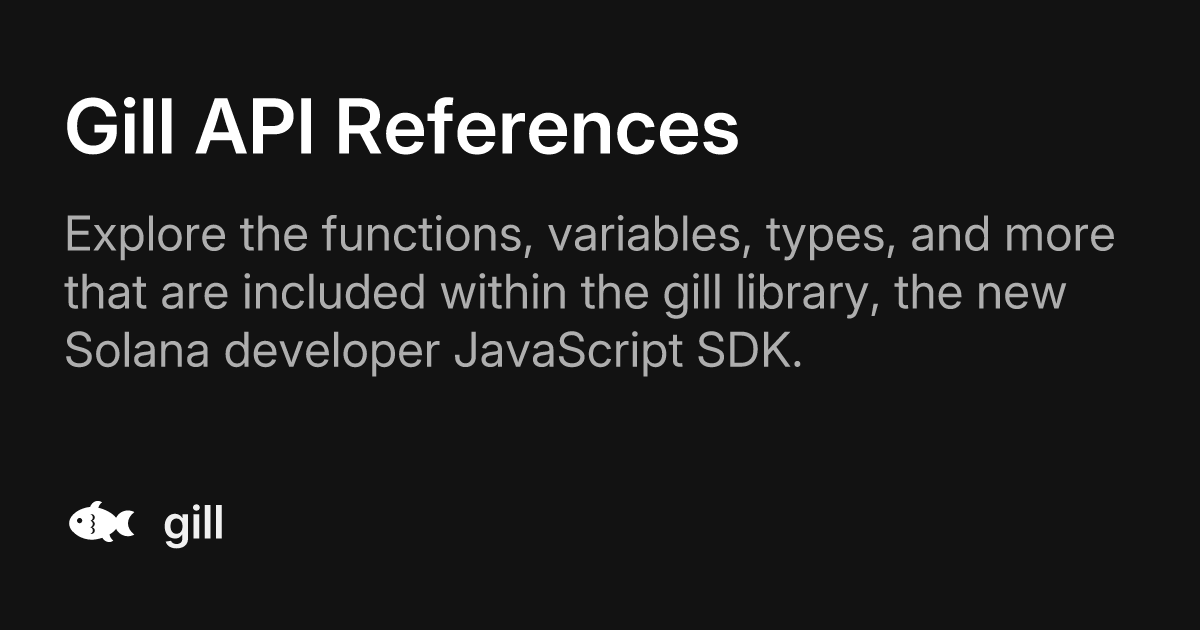 Gill API References
Explore the functions, variables, types, and more
that are included within the gill library, the new
Solana developer JavaScript SDK.
gill